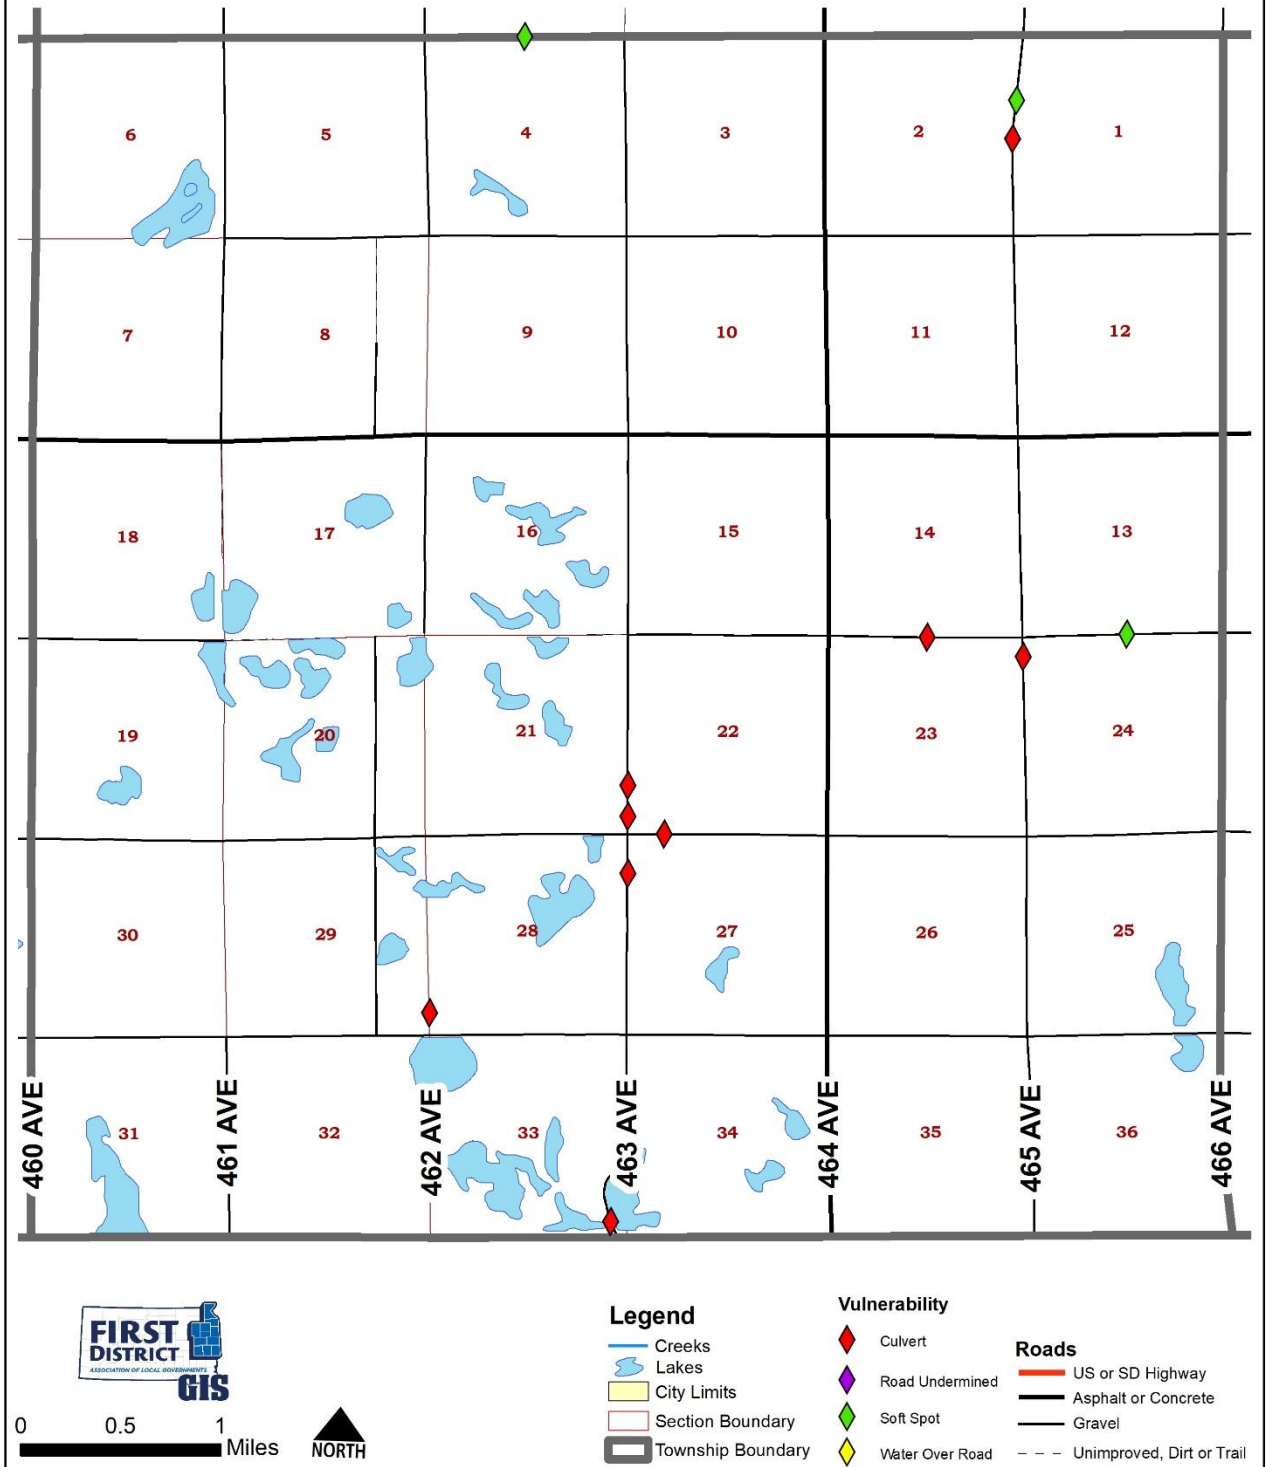 6 5 4 3 2 1
7 8 9 10 11 12
18 17 16 15 14 13
19 20 21 22 23 24
30 29 28 27 26 25
31 32 33 34 35 36
460 AVE
461 AVE
462 AVE
463 AVE
464 AVE
465 AVE
466 AVE
FIRST
DISTRICT
ASSOCIATION OF LOCAL GOVERNMENTS
GIS
0 0.5 1
Miles
NORTH
Legend
Creeks
Lakes
City Limits
Section Boundary
Township Boundary
Vulnerability
Culvert
Road Undermined
Soft Spot
Water Over Road
Roads
US or SD Highway
Asphalt or Concrete
Gravel
Unimproved, Dirt or Trail